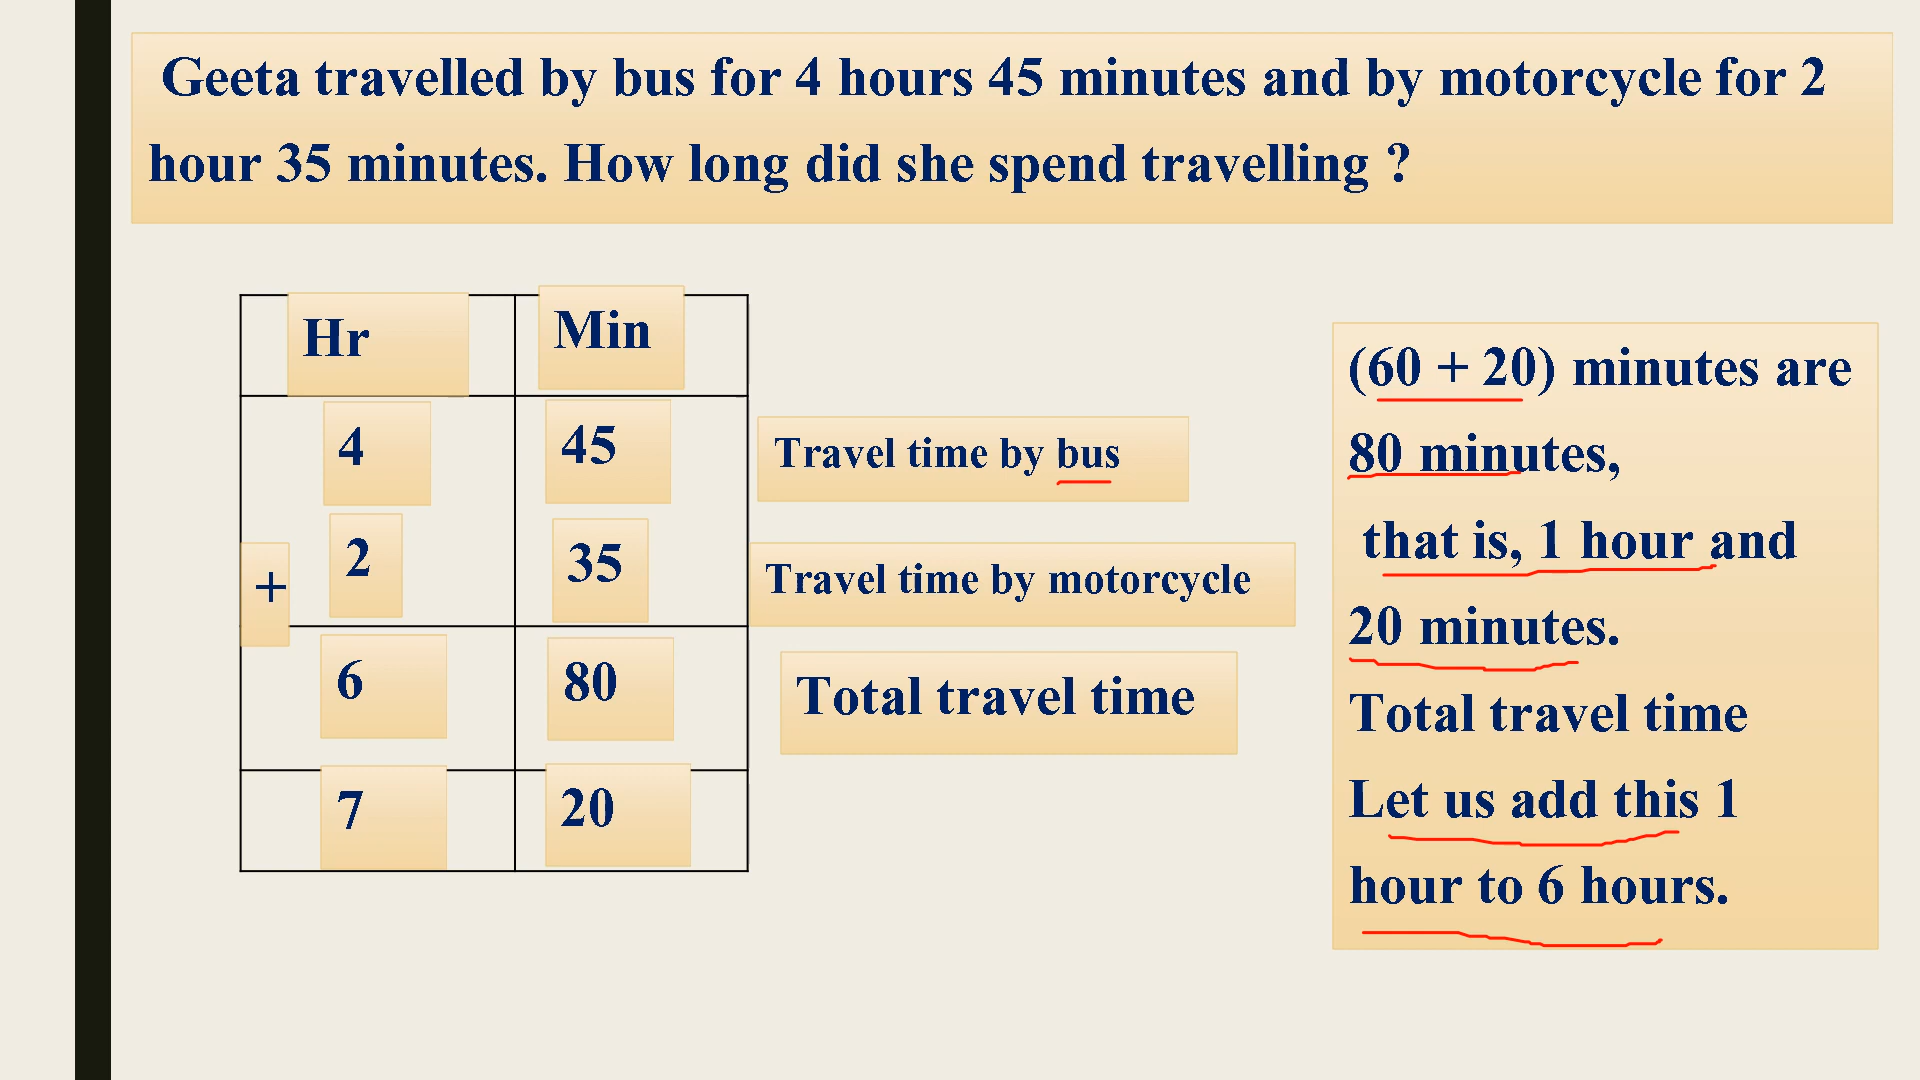 Geeta travelled by bus for 4 hours 45 minutes and by motorcycle for 2
hour 35 minutes. How long did she spend travelling ?
Hr Min
4 45 Travel time by bus
+ 2 35 Travel time by motorcycle
6 80 Total travel time
7 20
(60 + 20) minutes are
80 minutes,
that is, 1 hour and
20 minutes.
Total travel time
Let us add this 1
hour to 6 hours.